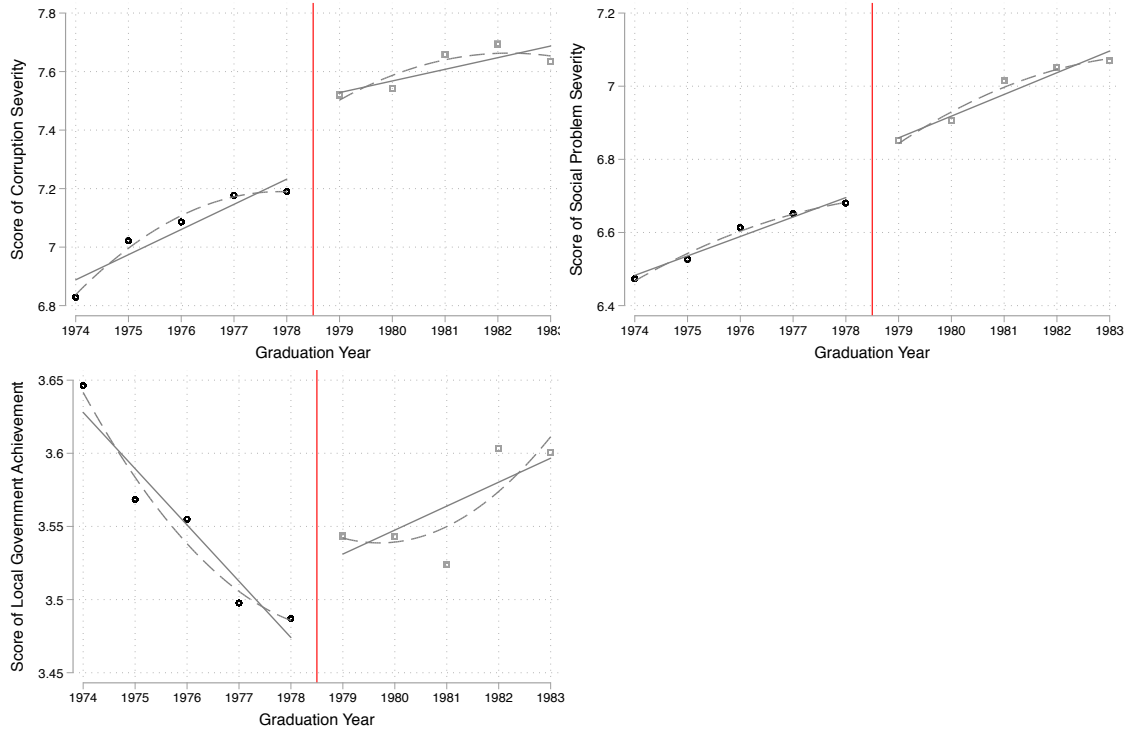 Score of Corruption Severity
7.8
7.6
7.4
7.2
7
6.8
1974 1975 1976 1977 1978 1979 1980 1981 1982 198
Graduation Year
Score of Social Problem Severity
7.2
7
6.8
6.6
6.4
1974 1975 1976 1977 1978 1979 1980 1981 1982 1983
Graduation Year
Score of Local Government Achievement
3.65
3.6
3.55
3.5
3.45
1974 1975 1976 1977 1978 1979 1980 1981 1982 1983
Graduation Year